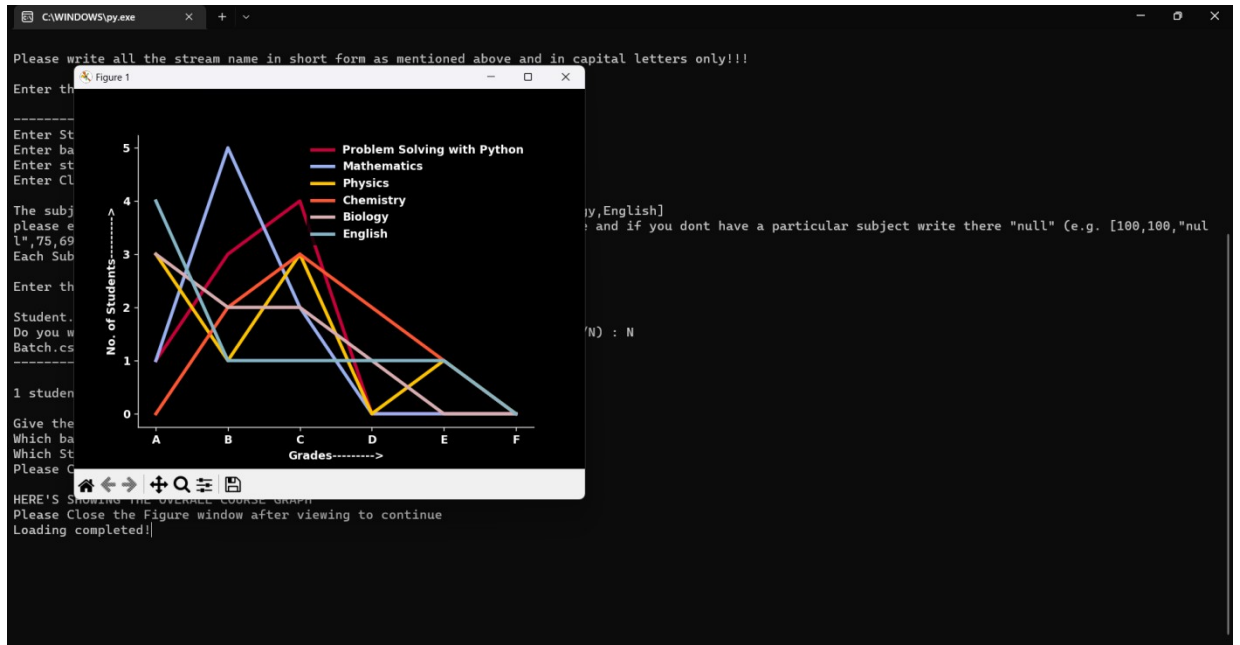 C:\WINDOWS\py.exe
Please write all the stream name in short form as mentioned above and in capital letters only!!!
Figure 1
Enter th
Enter St
Enter ba
Enter st
Enter Cl
The subj
y,English]
please e
and if you dont have a particular subject write there "null" (e.g. [100,100,"nul
l",75,69
Each Sub
Enter th
Student.
Do you w
/N) : N
Batch.cs
1 studen
Give the
Which ba
Which St
Please C
No. of Students--------->
5
4
3
2
1
0
Problem Solving with Python
Mathematics
Physics
Chemistry
Biology
English
A B C D E F
Grades--------->
HERE'S SHOWING THE OVERALL COURSE GRAPH
Please Close the Figure window after viewing to continue
Loading completed!